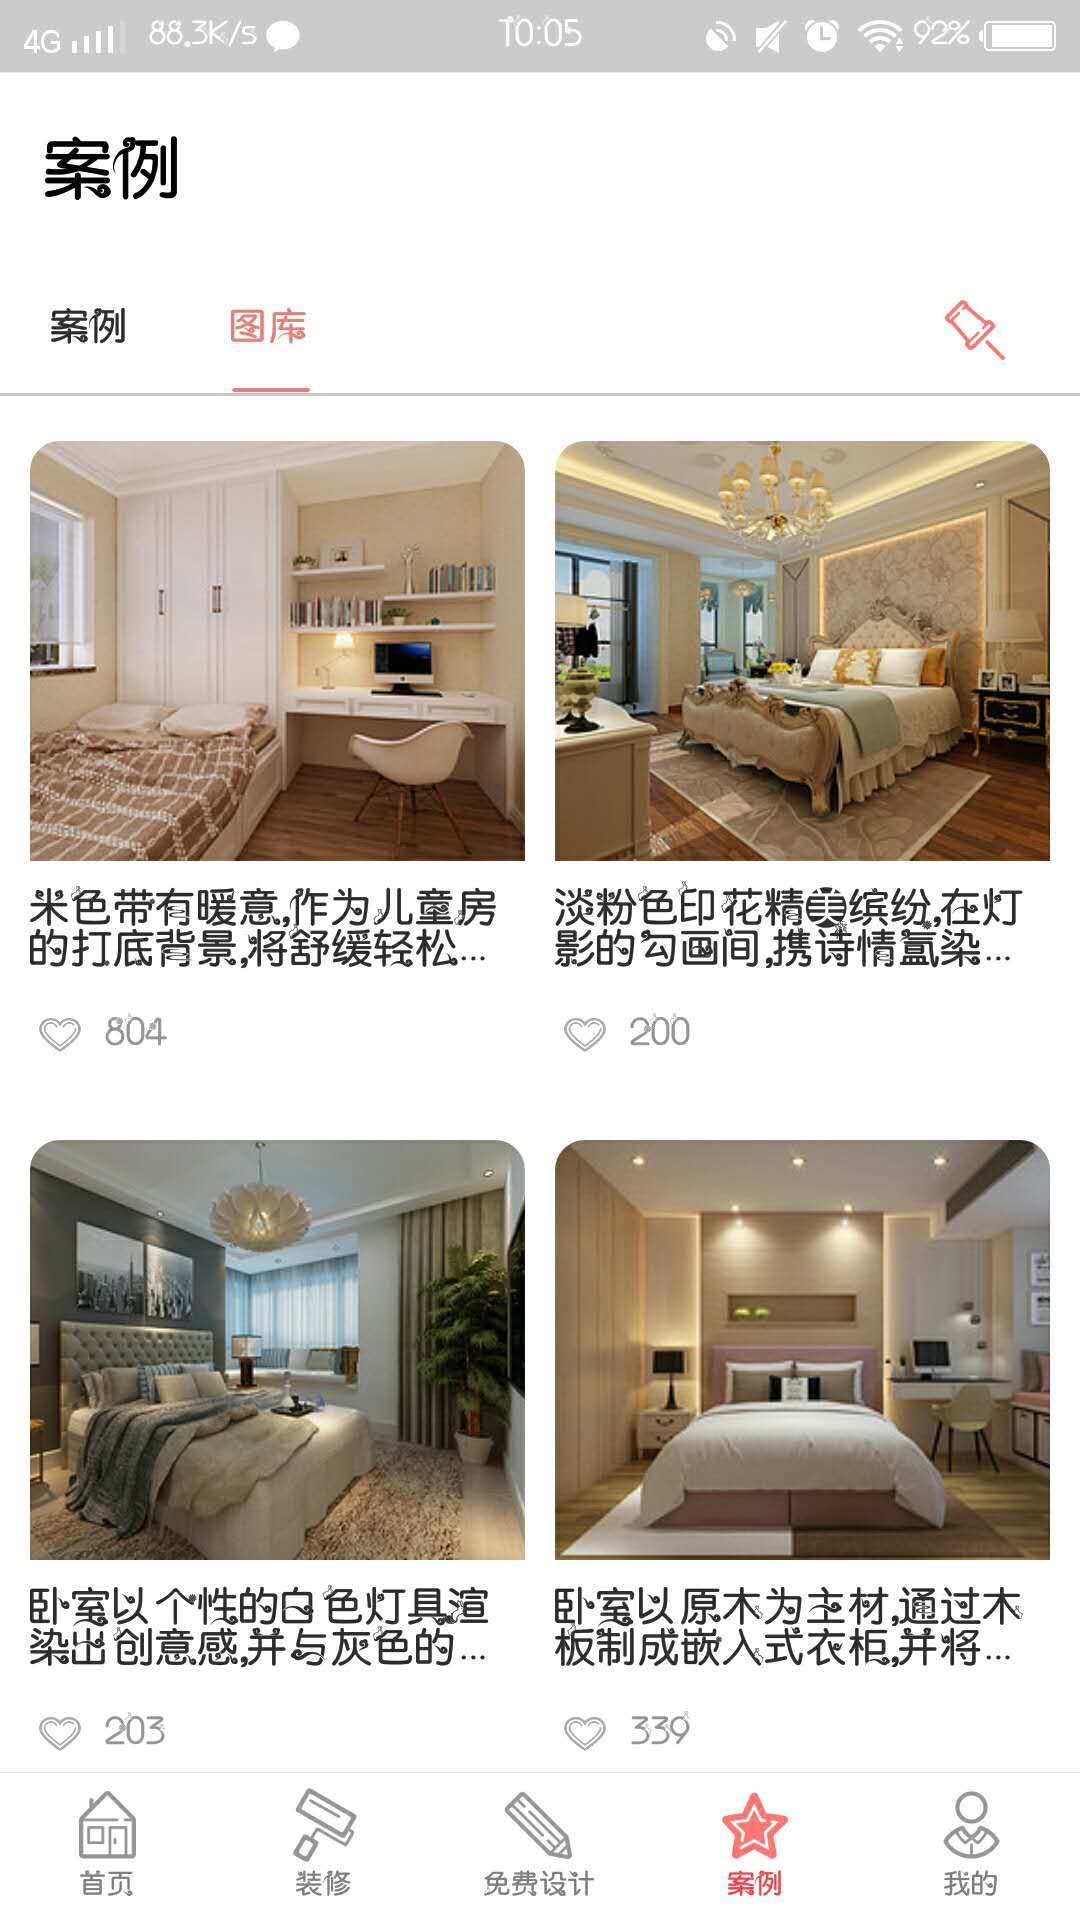 4G 88.3K/s 10:05 92%
案例
案例 图库
米色带有暖意,作为儿童房
的打底背景,将舒缓轻松...
淡粉色印花精美缤纷,在灯
影的勾画间,携诗情氤染...
804
200
卧室以个性的白色灯具渲
染出创意感,并与灰色的...
卧室以原木为主材,通过木
板制成嵌入式衣柜,并将...
203
339
首页 装修 免费设计 案例 我的